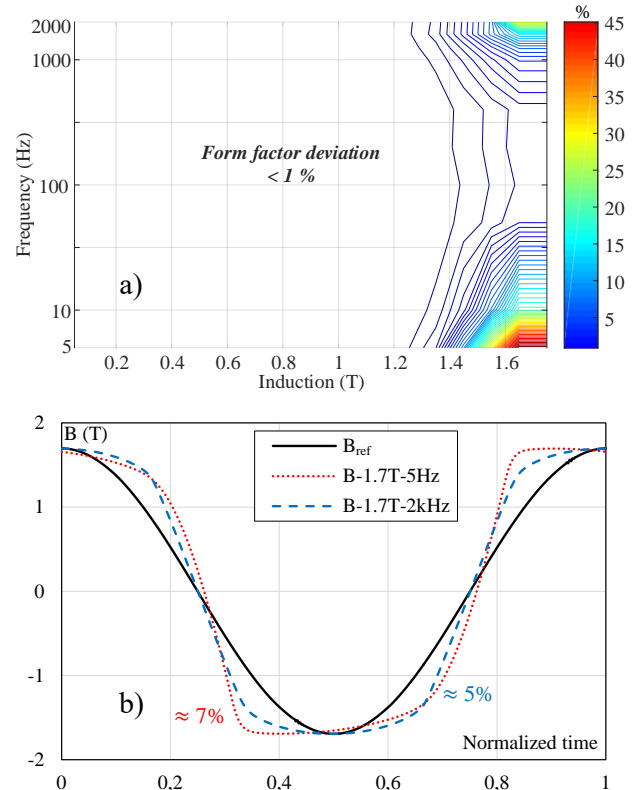 %
2000
1000
100
10
5
Frequency (Hz)
Form factor deviation
< 1 %
a)
0.2 0.4 0.6 0.8 1 1.2 1.4 1.6
Induction (T)
45
40
35
30
25
20
15
10
5
B (T)
2
1
0
-1
-2
B_ref
B-1.7T-5Hz
B-1.7T-2kHz
b)
≈ 7%
≈ 5%
Normalized time
0 0,2 0,4 0,6 0,8 1